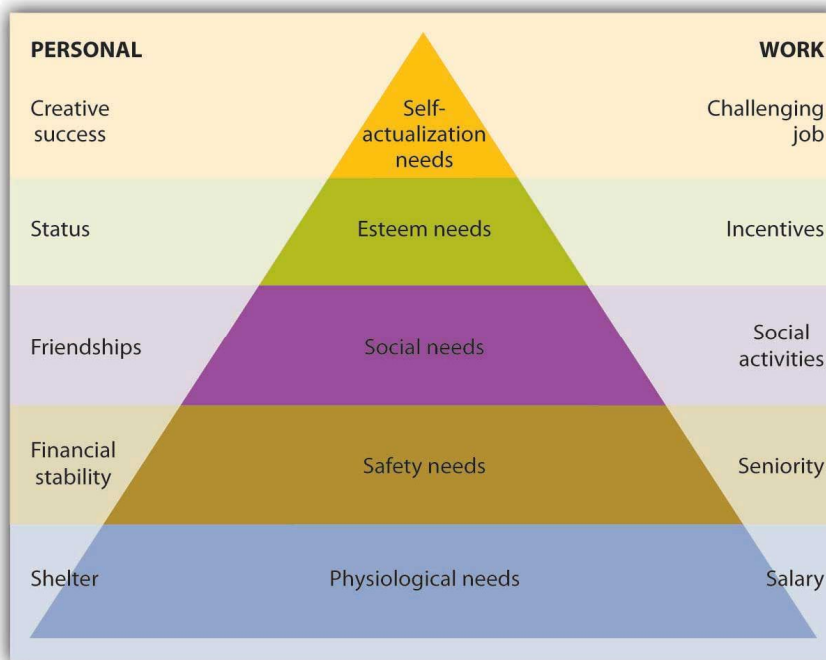 PERSONAL
WORK
Creative
success
Self-
actualization
needs
Challenging
job
Status
Esteem needs
Incentives
Friendships
Social needs
Social
activities
Financial
stability
Safety needs
Seniority
Shelter
Physiological needs
Salary